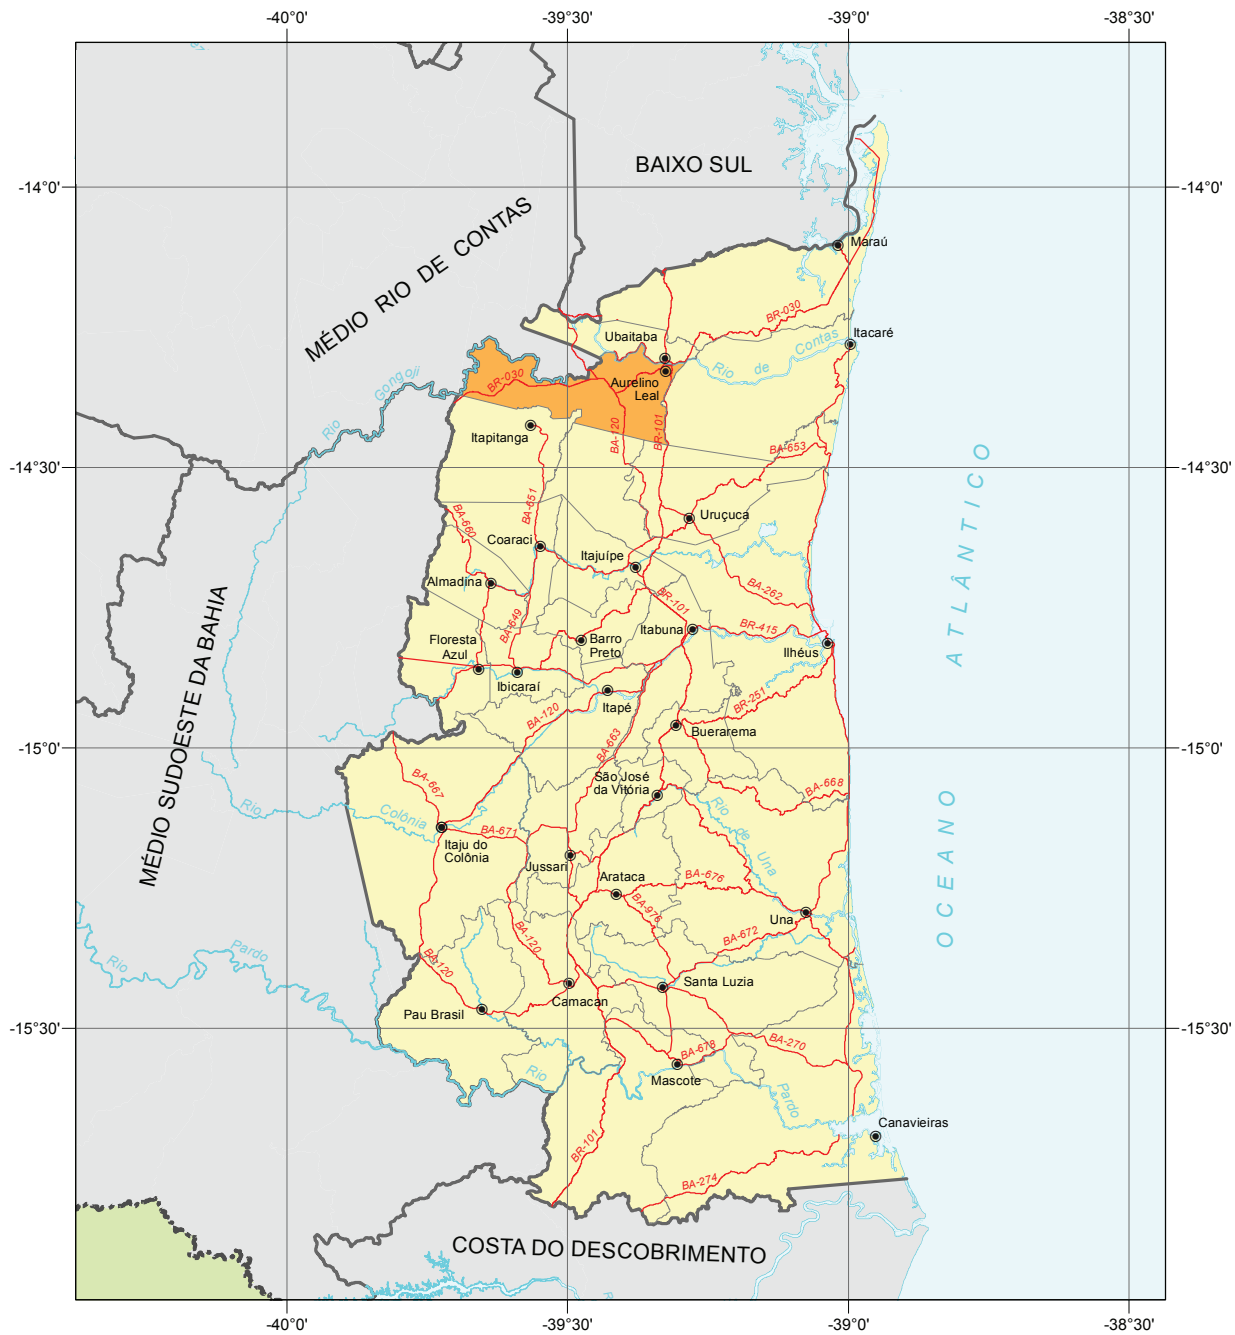 -40°0'
-39°30'
-39°0'
-38°30'
BAIXO SUL
-14°0'
-14°0'
MÉDIO RIO DE CONTAS
Maraú
BR-030
Itacaré
Ubaitaba
Rio de Contas
Aurelino
Leal
BR-030
Rio Gongoji
BA-120
BR-101
Itapitanga
BA-653
-14°30'
-14°30'
BA-651
BA-660
Uruçuca
Coaraci
Itajuípe
Almadina
BA-262
BR-101
BA-649
Itabuna
BR-415
Floresta
Azul
Barro
Preto
Ilhéus
Ibicaraí
Itapé
BR-251
BA-120
Buerarema
BA-663
-15°0'
-15°0'
São José
da Vitória
BA-667
BA-668
Rio Colônia
Rio de Una
BA-671
Itaju do
Colônia
Jussari
Arataca
BA-676
BA-976
Una
BA-672
BA-120
BA-120
Rio Pardo
Santa Luzia
Camacan
Pau Brasil
-15°30'
-15°30'
BA-270
BA-678
Mascote
Rio Pardo
Canavieiras
BR-101
BA-274
MÉDIO SUDOESTE DA BAHIA
OCEANO ATLÂNTICO
COSTA DO DESCOBRIMENTO
-40°0'
-39°30'
-39°0'
-38°30'